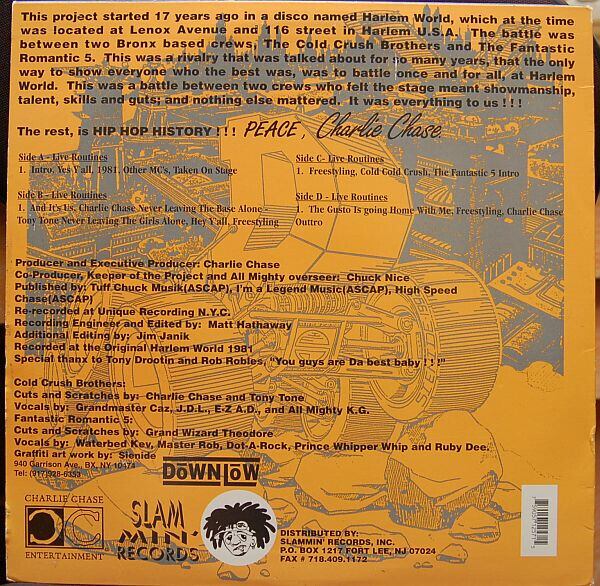 This project started 17 years ago in a disco named Harlem World, which at the time
was located at Lenox Avenue and 116 street in Harlem U.S.A. The battle was
between two Bronx based crews, The Cold Crush Brothers and The Fantastic
Romantic 5. This was a rivalry that was talked about for so many years, that the only
way to show everyone who the best was, was to battle once and for all, at Harlem
World. This was a battle between two crews who felt the stage meant showmanship,
talent, skills and guts; and nothing else mattered. It was everything to us ! ! !
The rest, is HIP HOP HISTORY ! ! ! PEACE, Charlie Chase
Side A - Live Routines
1. Intro, Yes Y'all, 1981, Other MC's, Taken On Stage
Side B - Live Routines
1. And It's Us, Charlie Chase Never Leaving The Base Alone
Tony Tone Never Leaving The Girls Alone, Hey Y'all, Freestyling
Side C - Live Routines
1. Freestyling, Cold Cold Crush, The Fantastic 5 Intro
Side D - Live Routines
1. The Gusto Is going Home With Me, Freestyling, Charlie Chase
Outtro
Producer and Executive Producer: Charlie Chase
Co-Producer, Keeper of the Project and All Mighty overseer: Chuck Nice
Published by: Tuff Chuck Musik(ASCAP), I'm a Legend Music(ASCAP), High Speed
Chase(ASCAP)
Re-recorded at Unique Recording N.Y.C.
Recording Engineer and Edited by: Matt Hathaway
Additional Editing by: Jim Janik
Recorded at the Original Harlem World 1981
Special thanx to Tony Drootin and Rob Robles, "You guys are Da best baby ! ! !"
Cold Crush Brothers:
Cuts and Scratches by: Charlie Chase and Tony Tone
Vocals by: Grandmaster Caz, J.D.L., E-Z A.D., and All Mighty K.G.
Fantastic Romantic 5:
Cuts and Scratches by: Grand Wizard Theodore
Vocals by: Waterbed Kev, Master Rob, Dot-A-Rock, Prince Whipper Whip and Ruby Dee.
Graffiti art work by: Slenide
940 Garrison Ave., BX, NY 10174
Tel: (917)928-6353
DOWNLOW
CHARLIE CHASE
CC
ENTERTAINMENT
SLAM
MIN'
RECORDS
DISTRIBUTED BY:
SLAMMIN' RECORDS, INC.
P.O. BOX 1217 FORT LEE, NJ 07024
FAX # 718.409.1172